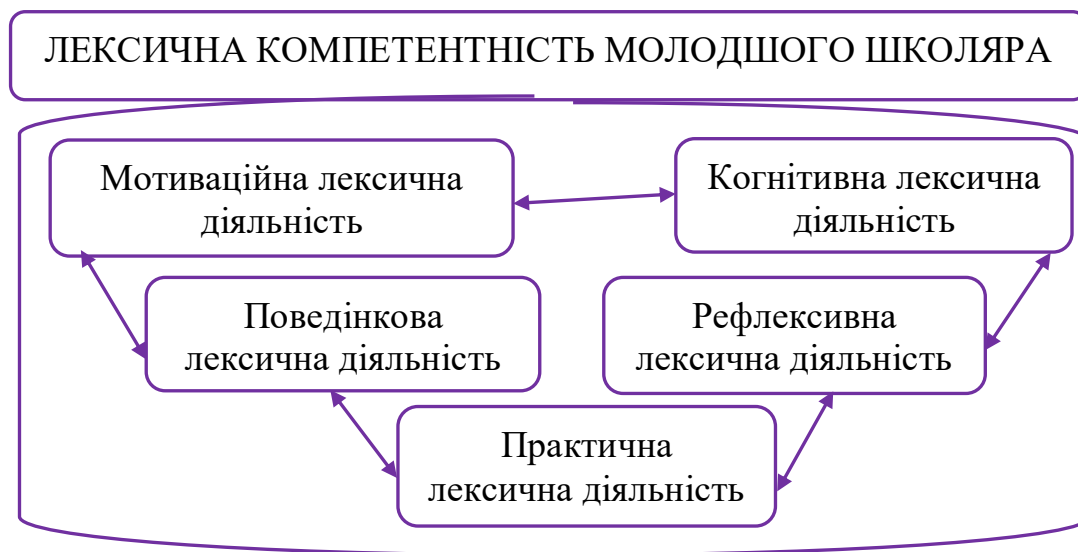 ЛЕКСИЧНА КОМПЕТЕНТНІСТЬ МОЛОДШОГО ШКОЛЯРА
Мотиваційна лексична
діяльність
Когнітивна лексична
діяльність
Поведінкова
лексична діяльність
Рефлексивна
лексична діяльність
Практична
лексична діяльність